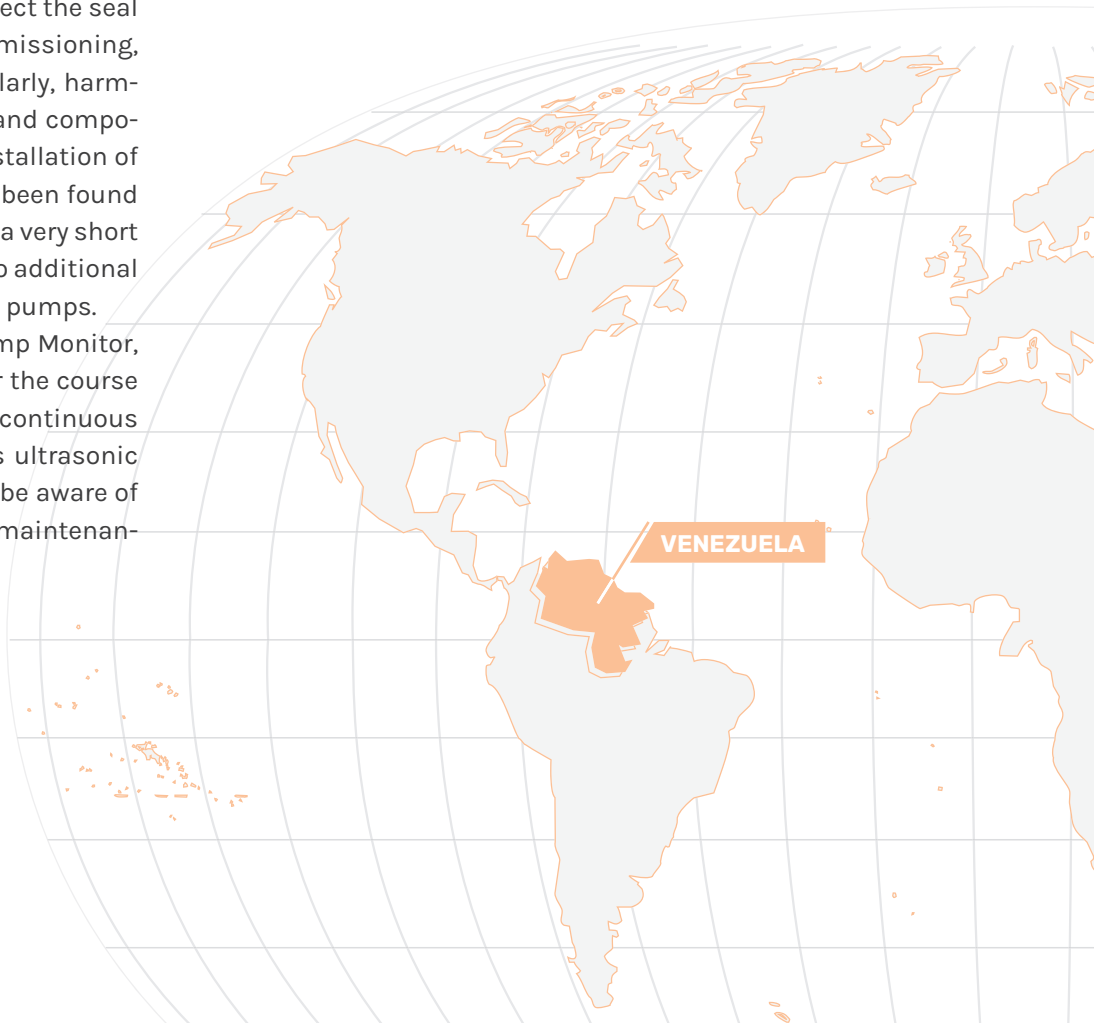 ect the seal
missioning,
larly, harm-
and compo-
stallation of
been found
a very short
o additional
pumps.
mp Monitor,
r the course
continuous
s ultrasonic
be aware of
maintenan-
VENEZUELA